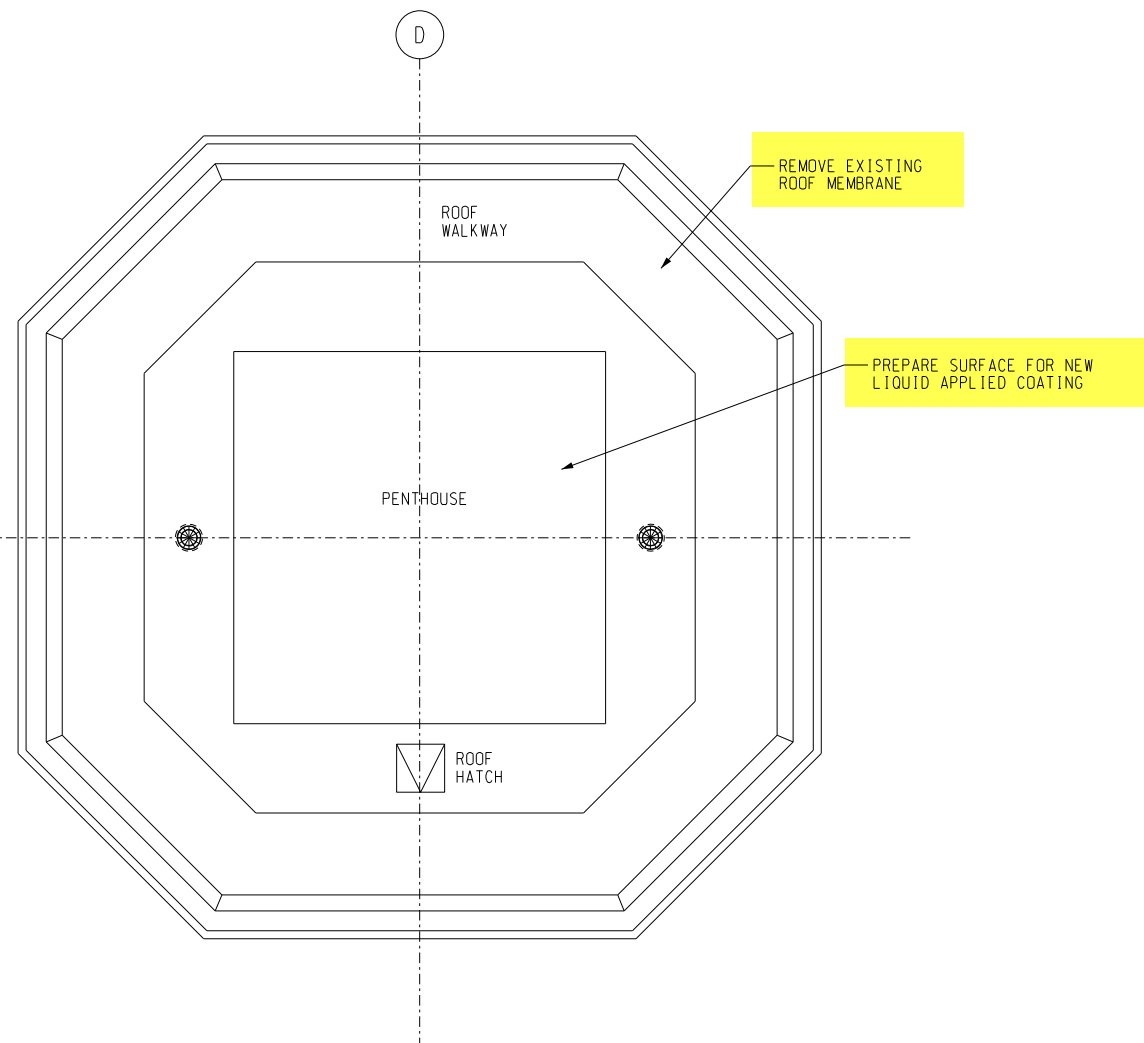 D
REMOVE EXISTING
ROOF MEMBRANE
ROOF
WALKWAY
PREPARE SURFACE FOR NEW
LIQUID APPLIED COATING
PENTHOUSE
ROOF
HATCH